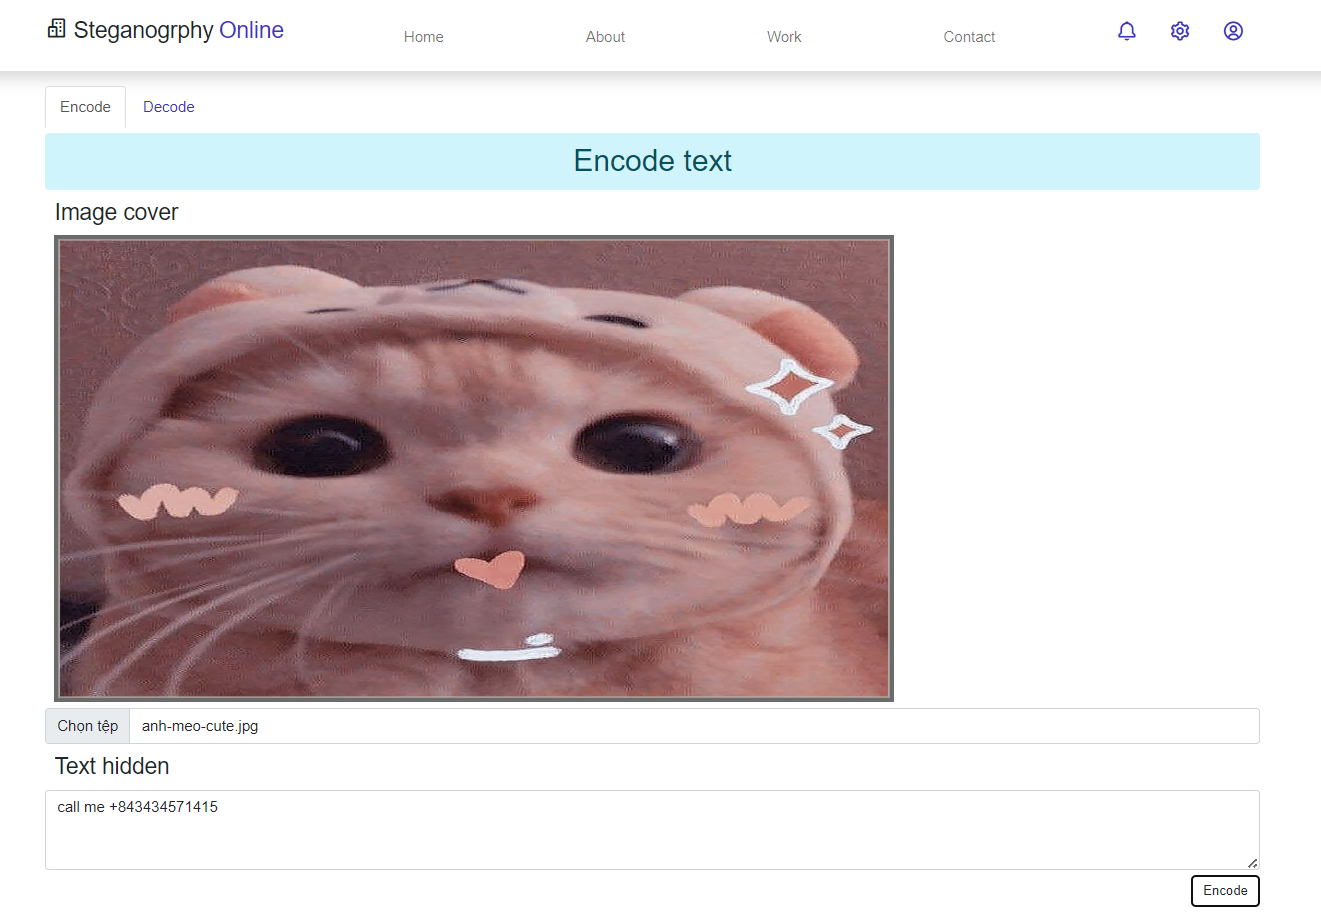 Steganogrphy Online
Home
About
Work
Contact
Encode
Decode
Encode text
Image cover
Chọn tệp
anh-meo-cute.jpg
Text hidden
call me +843434571415
Encode